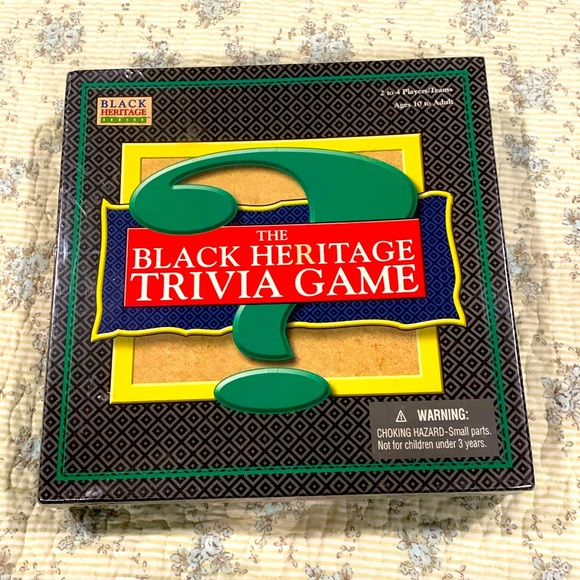 BLACK
HERITAGE
SERIES
2 to 4 Players/Teams
Ages 10 to Adult
THE
BLACK HERITAGE
TRIVIA GAME
⚠ WARNING:
CHOKING HAZARD-Small parts.
Not for children under 3 years.